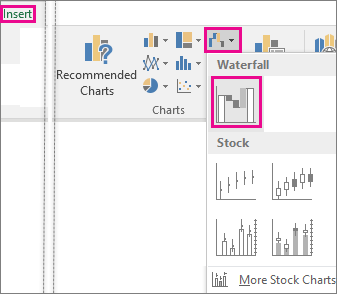 Insert
Recommended
Charts
Charts
Waterfall
Stock
More Stock Charts